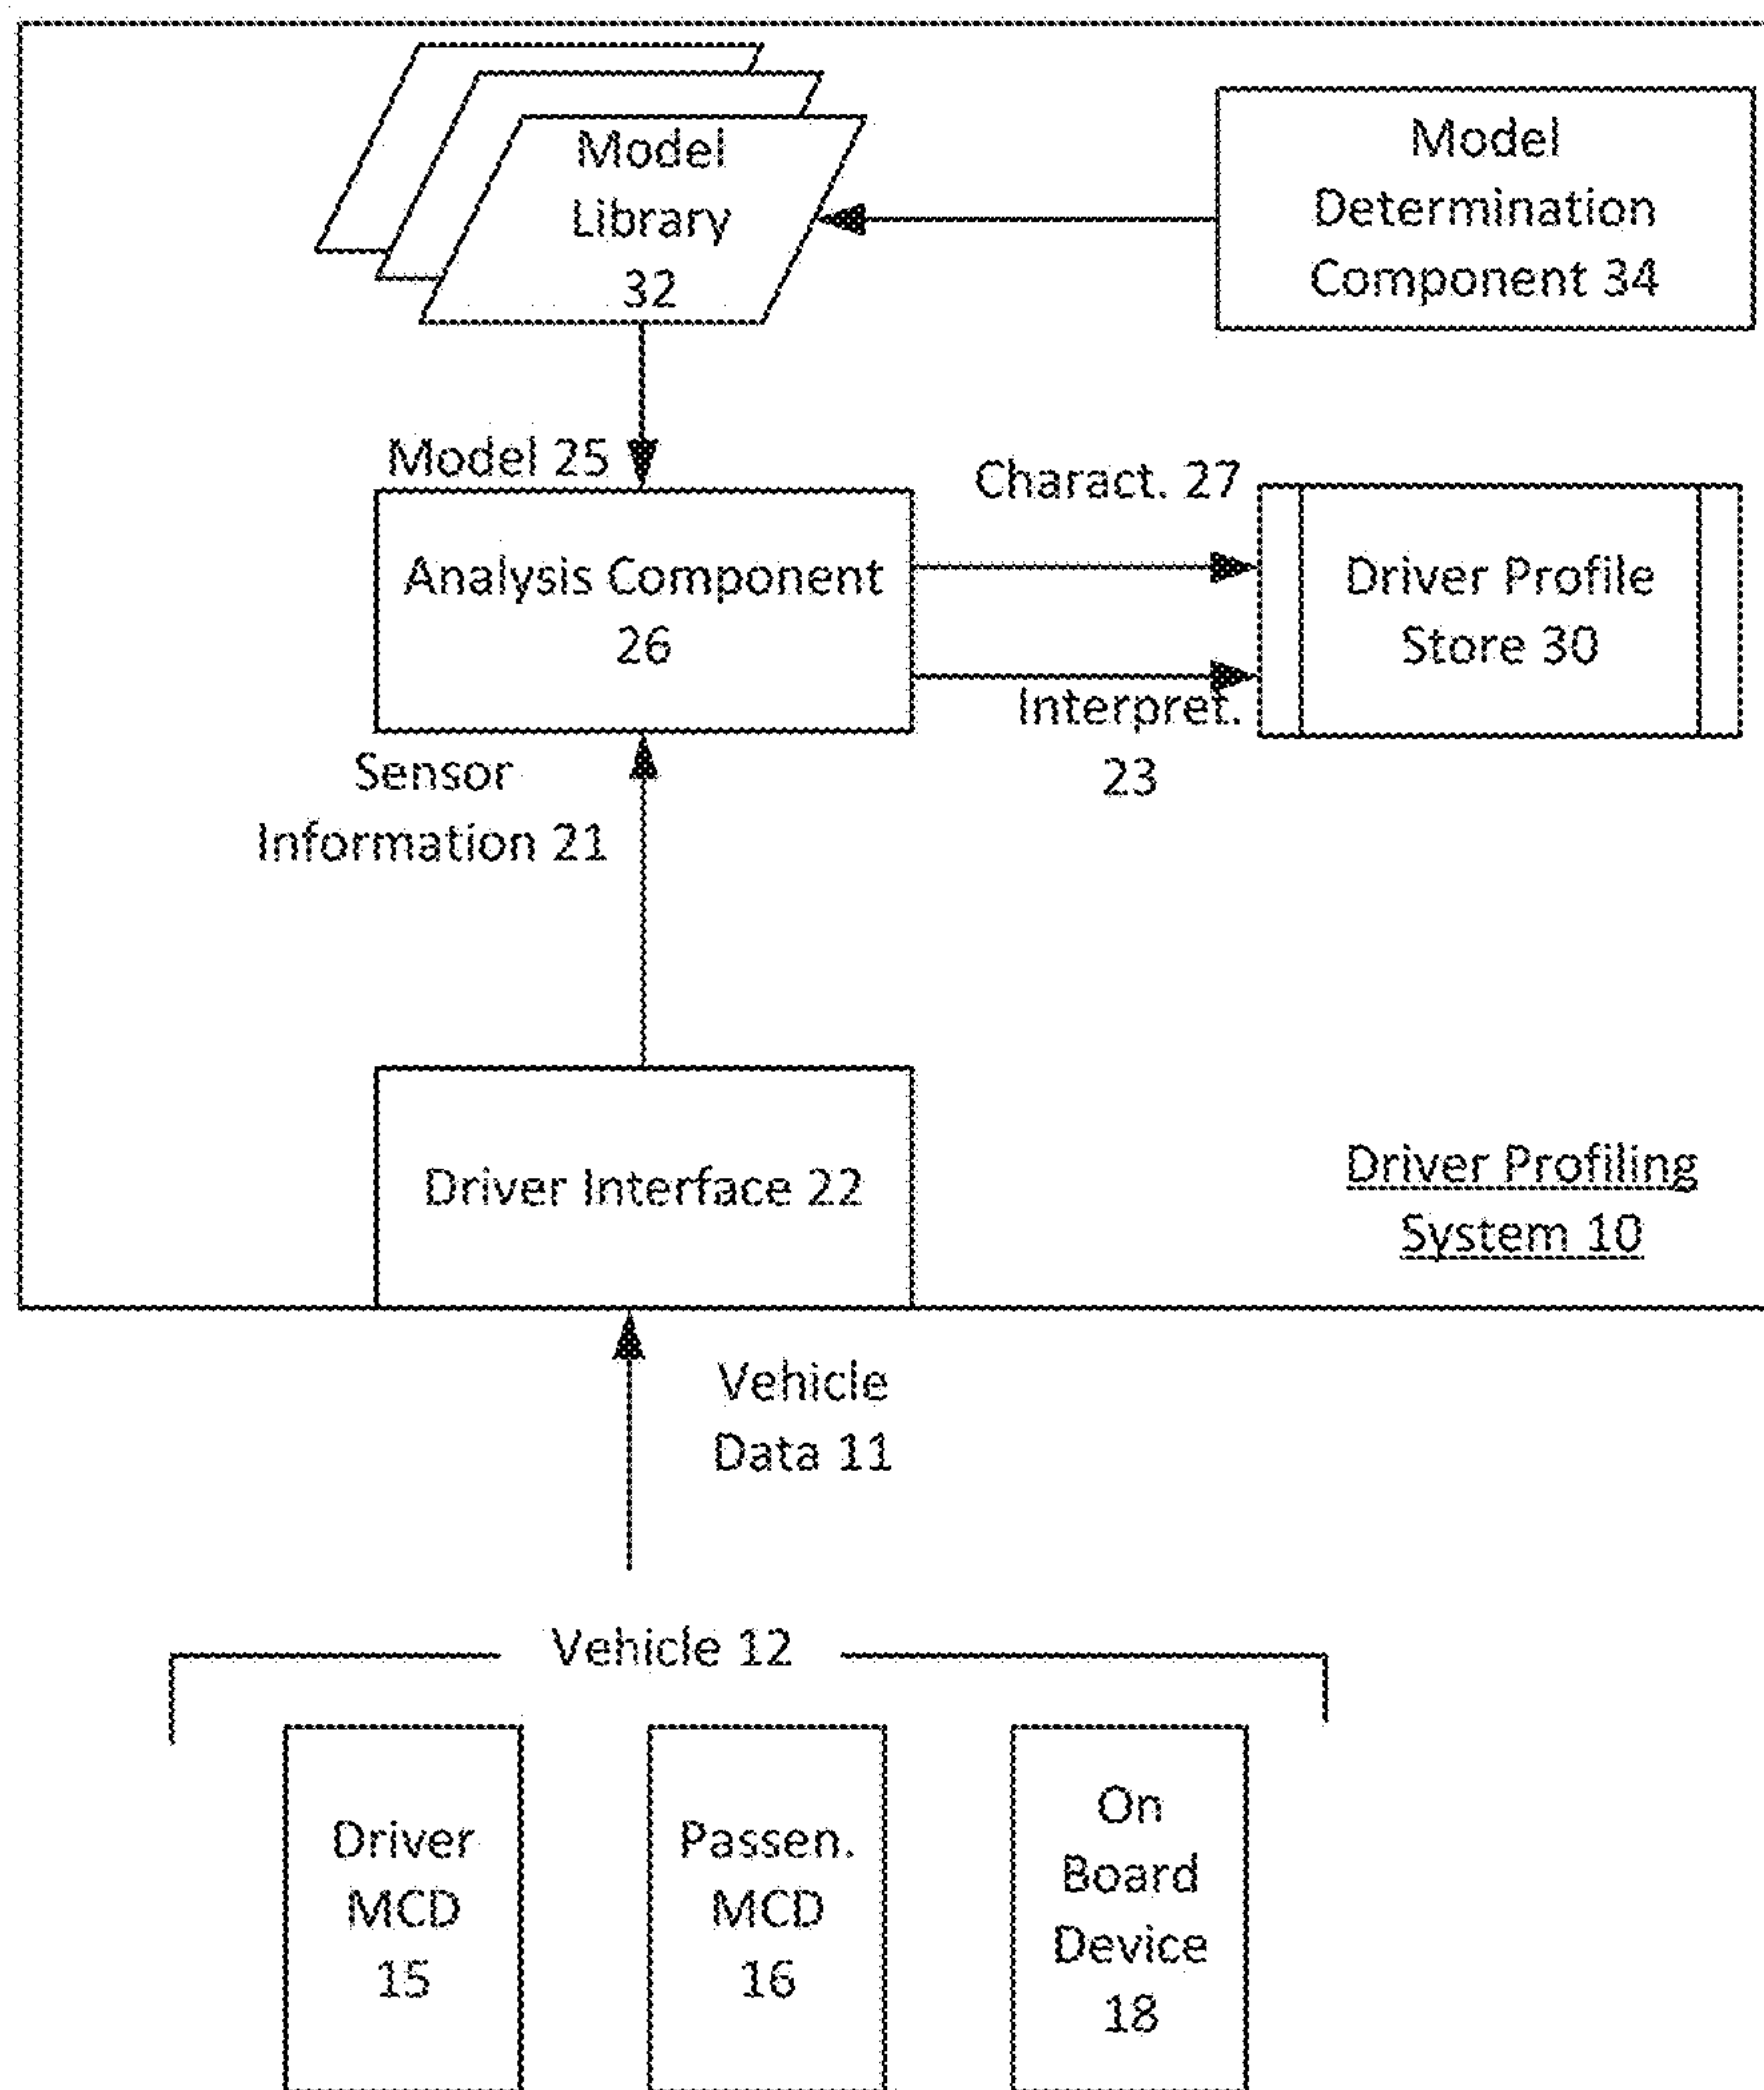 Model
Library
32
Model
Determination
Component 34
Model 25
Charact. 27
Analysis Component
26
Driver Profile
Store 30
Interpret.
23
Sensor
Information 21
Driver Interface 22
Driver Profiling
System 10
Vehicle
Data 11
Vehicle 12
Driver
MCD
15
Passen.
MCD
16
On
Board
Device
18